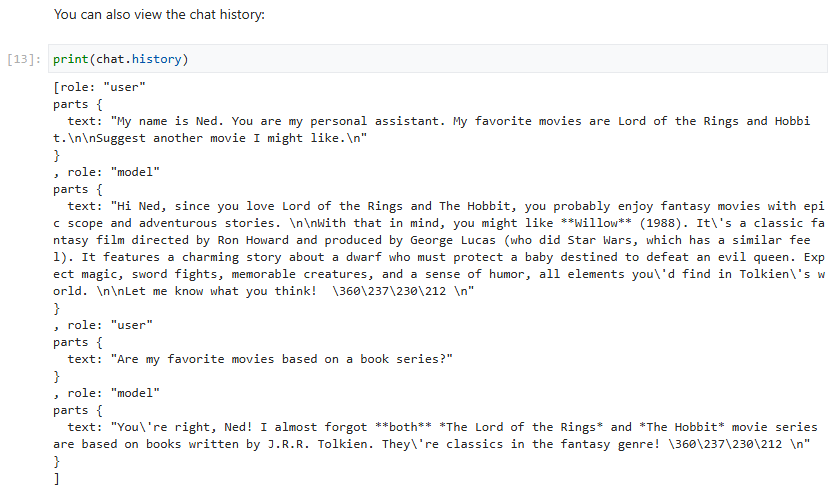 You can also view the chat history:
[13]: print(chat.history)
[role: "user"
parts {
  text: "My name is Ned. You are my personal assistant. My favorite movies are Lord of the Rings and Hobbi
t.\n\nSuggest another movie I might like.\n"
}
, role: "model"
parts {
  text: "Hi Ned, since you love Lord of the Rings and The Hobbit, you probably enjoy fantasy movies with epi
c scope and adventurous stories. \n\nWith that in mind, you might like **Willow** (1988). It\'s a classic fa
ntasy film directed by Ron Howard and produced by George Lucas (who did Star Wars, which has a similar fee
l). It features a charming story about a dwarf who must protect a baby destined to defeat an evil queen. Exp
ect magic, sword fights, memorable creatures, and a sense of humor, all elements you\'d find in Tolkien\'s w
orld. \n\nLet me know what you think!  \360\237\230\212 \n"
}
, role: "user"
parts {
  text: "Are my favorite movies based on a book series?"
}
, role: "model"
parts {
  text: "You\'re right, Ned! I almost forgot **both** *The Lord of the Rings* and *The Hobbit* movie series
are based on books written by J.R.R. Tolkien. They\'re classics in the fantasy genre! \360\237\230\212 \n"
}
]